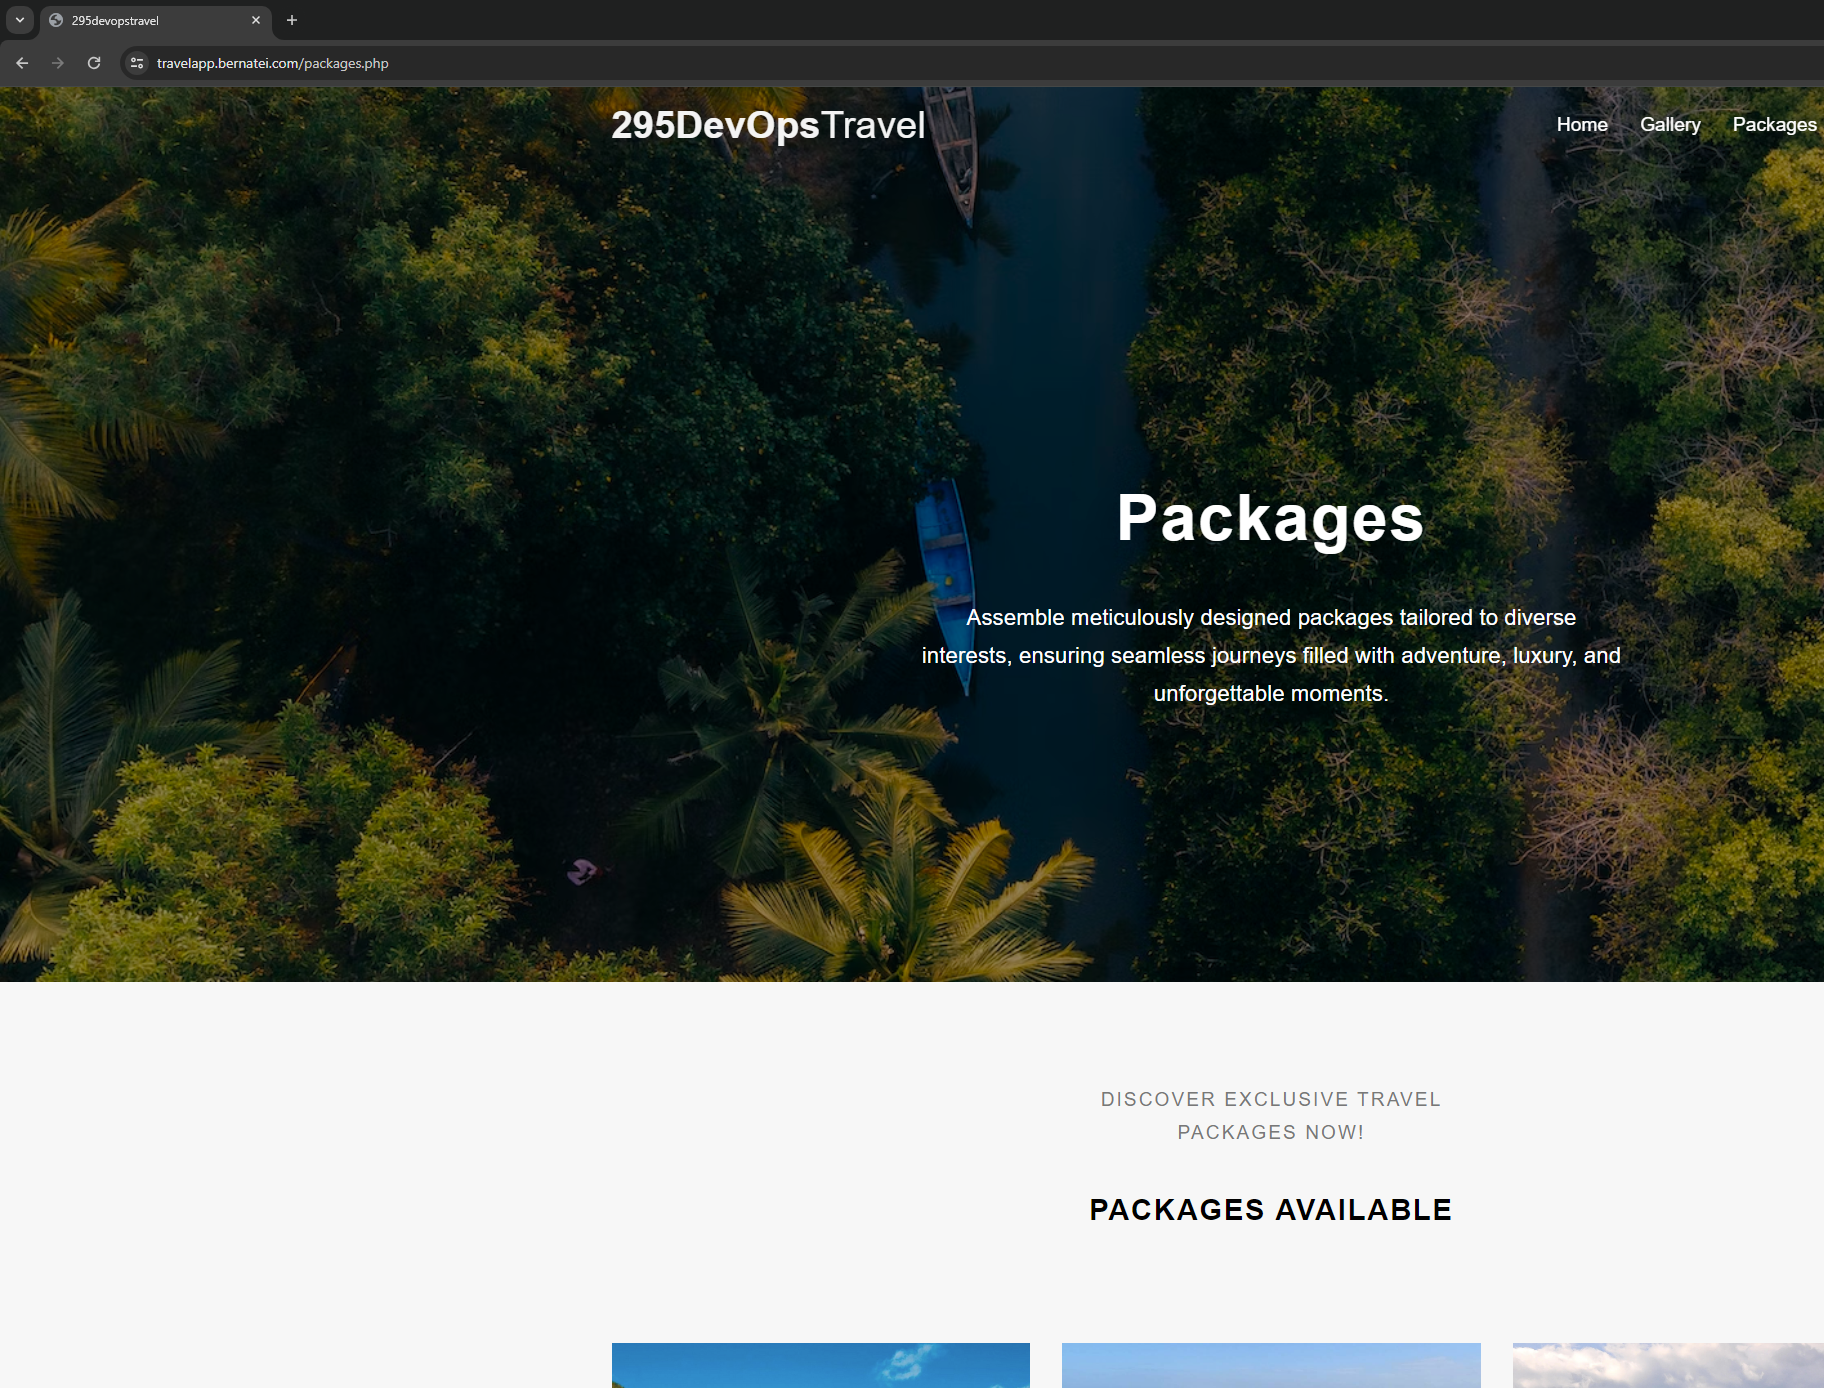 295devopstravel
travelapp.bernatei.com/packages.php
295DevOpsTravel
Home Gallery Packages
Packages
Assemble meticulously designed packages tailored to diverse
interests, ensuring seamless journeys filled with adventure, luxury, and
unforgettable moments.
DISCOVER EXCLUSIVE TRAVEL
PACKAGES NOW!
PACKAGES AVAILABLE